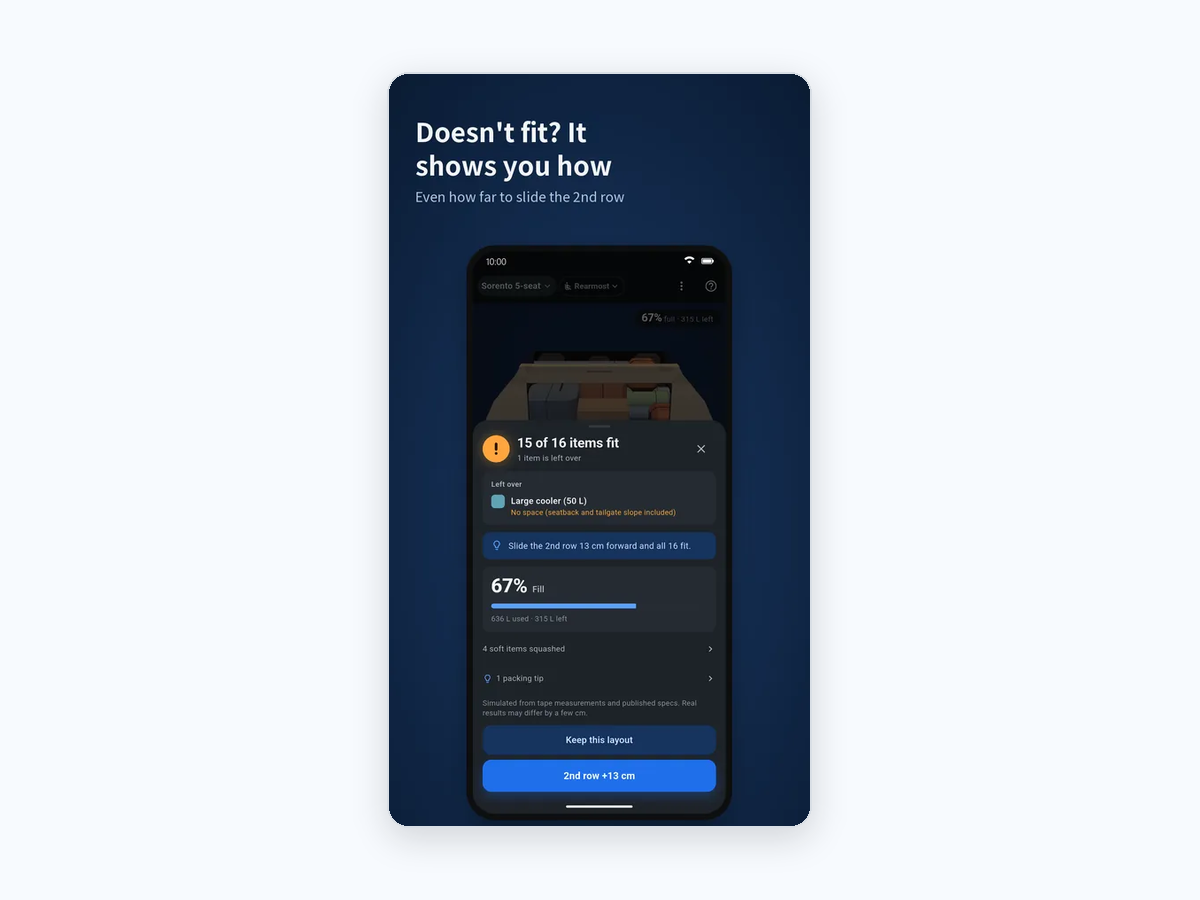 Doesn't fit? It
shows you how
Even how far to slide the 2nd row
10:00
Sorento 5-seat
Rearmost
67% full · 315 L left
15 of 16 items fit
1 item is left over
Left over
Large cooler (50 L)
No space (seatback and tailgate slope included)
Slide the 2nd row 13 cm forward and all 16 fit.
67% Fill
636 L used · 315 L left
4 soft items squashed
1 packing tip
Simulated from tape measurements and published specs. Real
results may differ by a few cm.
Keep this layout
2nd row +13 cm